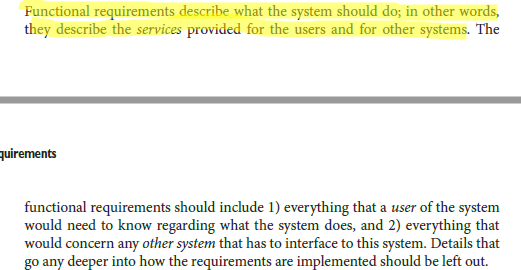 Functional requirements describe what the system should do; in other words,
they describe the services provided for the users and for other systems. The
quirements
functional requirements should include 1) everything that a user of the system
would need to know regarding what the system does, and 2) everything that
would concern any other system that has to interface to this system. Details that
go any deeper into how the requirements are implemented should be left out.